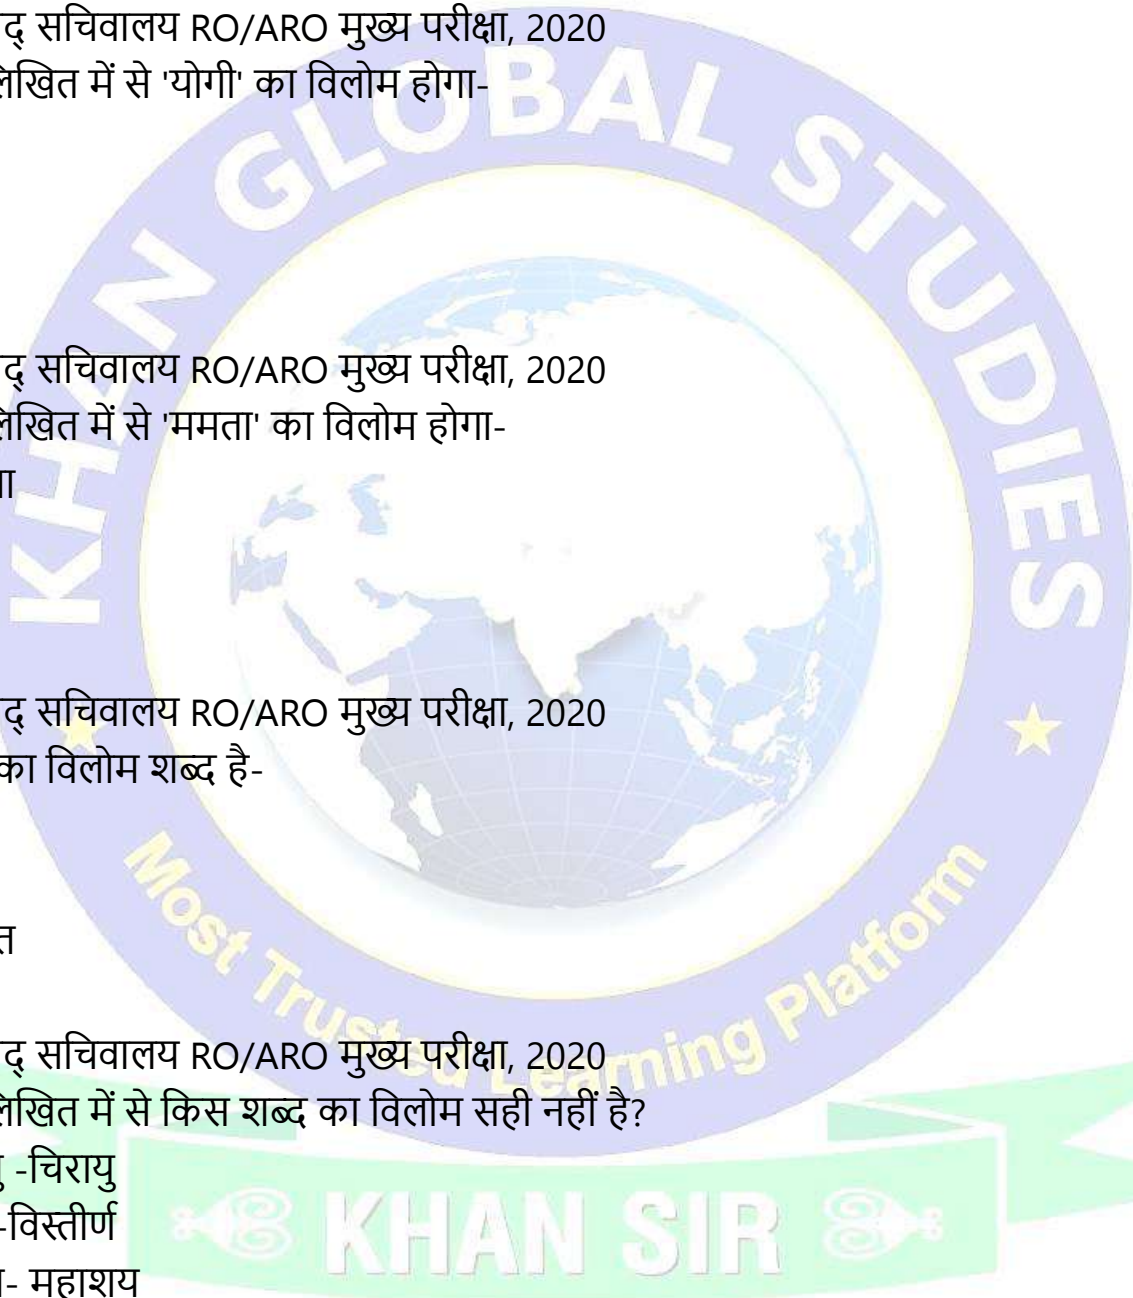 द् सचिवालय RO/ARO मुख्य परीक्षा, 2020
लिखित में से 'योगी' का विलोम होगा-
द् सचिवालय RO/ARO मुख्य परीक्षा, 2020
लिखित में से 'ममता' का विलोम होगा-
द् सचिवालय RO/ARO मुख्य परीक्षा, 2020
का विलोम शब्द है-
त
द् सचिवालय RO/ARO मुख्य परीक्षा, 2020
लिखित में से किस शब्द का विलोम सही नहीं है?
-चिरायु
-विस्तीर्ण
- महाशय
KHAN GLOBAL STUDIES
Most Trusted Learning Platform
KHAN SIR